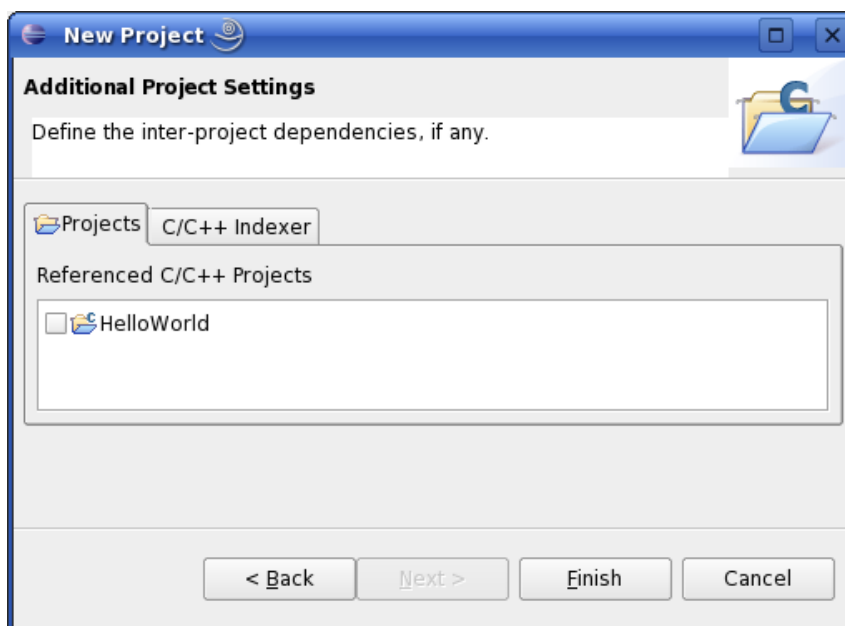 New Project
Additional Project Settings
Define the inter-project dependencies, if any.
Projects C/C++ Indexer
Referenced C/C++ Projects
HelloWorld
< Back Next > Finish Cancel